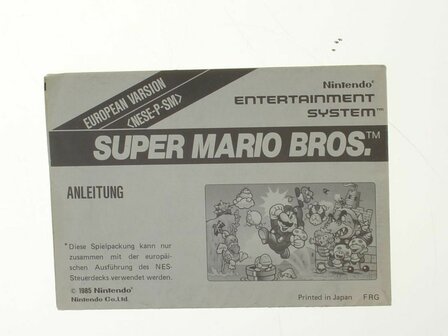 EUROPEAN VARSION
<NESE-P-SM>
Nintendo®
ENTERTAINMENT
SYSTEM™
SUPER MARIO BROS.™
ANLEITUNG
*Diese Spielpackung kann nur
zusammen mit der europäi-
schen Ausführung des NES-
Steuerdecks verwendet werden.
© 1985 Nintendo
Nintendo Co., Ltd.
Printed in Japan FRG